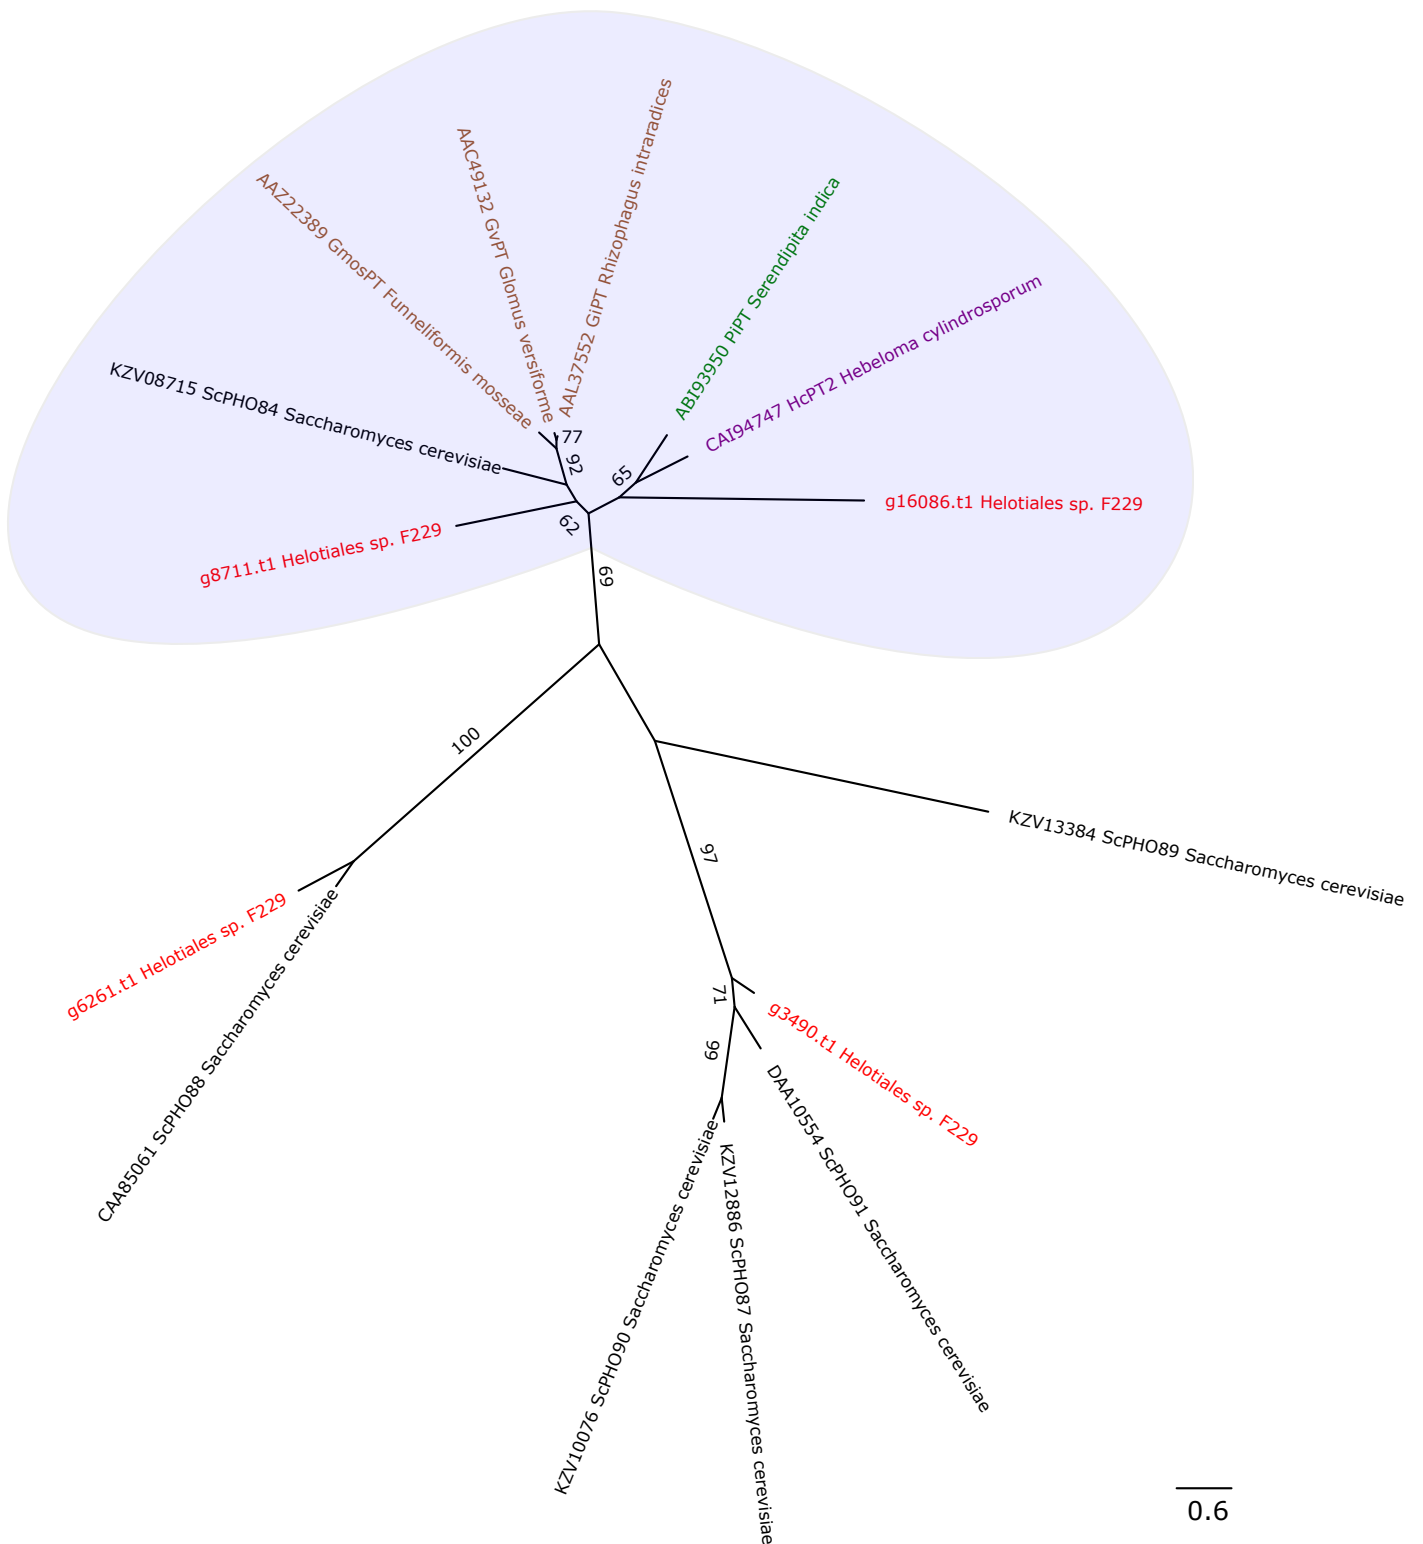 AAL37552 GiPT Rhizophagus intraradices
AAC49132 GvPT Glomus versiforme
AAZ22389 GmosPT Funneliformis mosseae
ABI93950 PiPT Serendipita indica
CAI94747 HcPT2 Hebeloma cylindrosporum
KZV08715 ScPHO84 Saccharomyces cerevisiae
77
92
65
g16086.t1 Helotiales sp. F229
62
g8711.t1 Helotiales sp. F229
69
100
KZV13384 ScPHO89 Saccharomyces cerevisiae
97
g6261.t1 Helotiales sp. F229
CAA85061 ScPHO88 Saccharomyces cerevisiae
71
g3490.t1 Helotiales sp. F229
99
DAA10554 ScPHO91 Saccharomyces cerevisiae
KZV10076 ScPHO90 Saccharomyces cerevisiae
KZV12886 ScPHO87 Saccharomyces cerevisiae
0.6